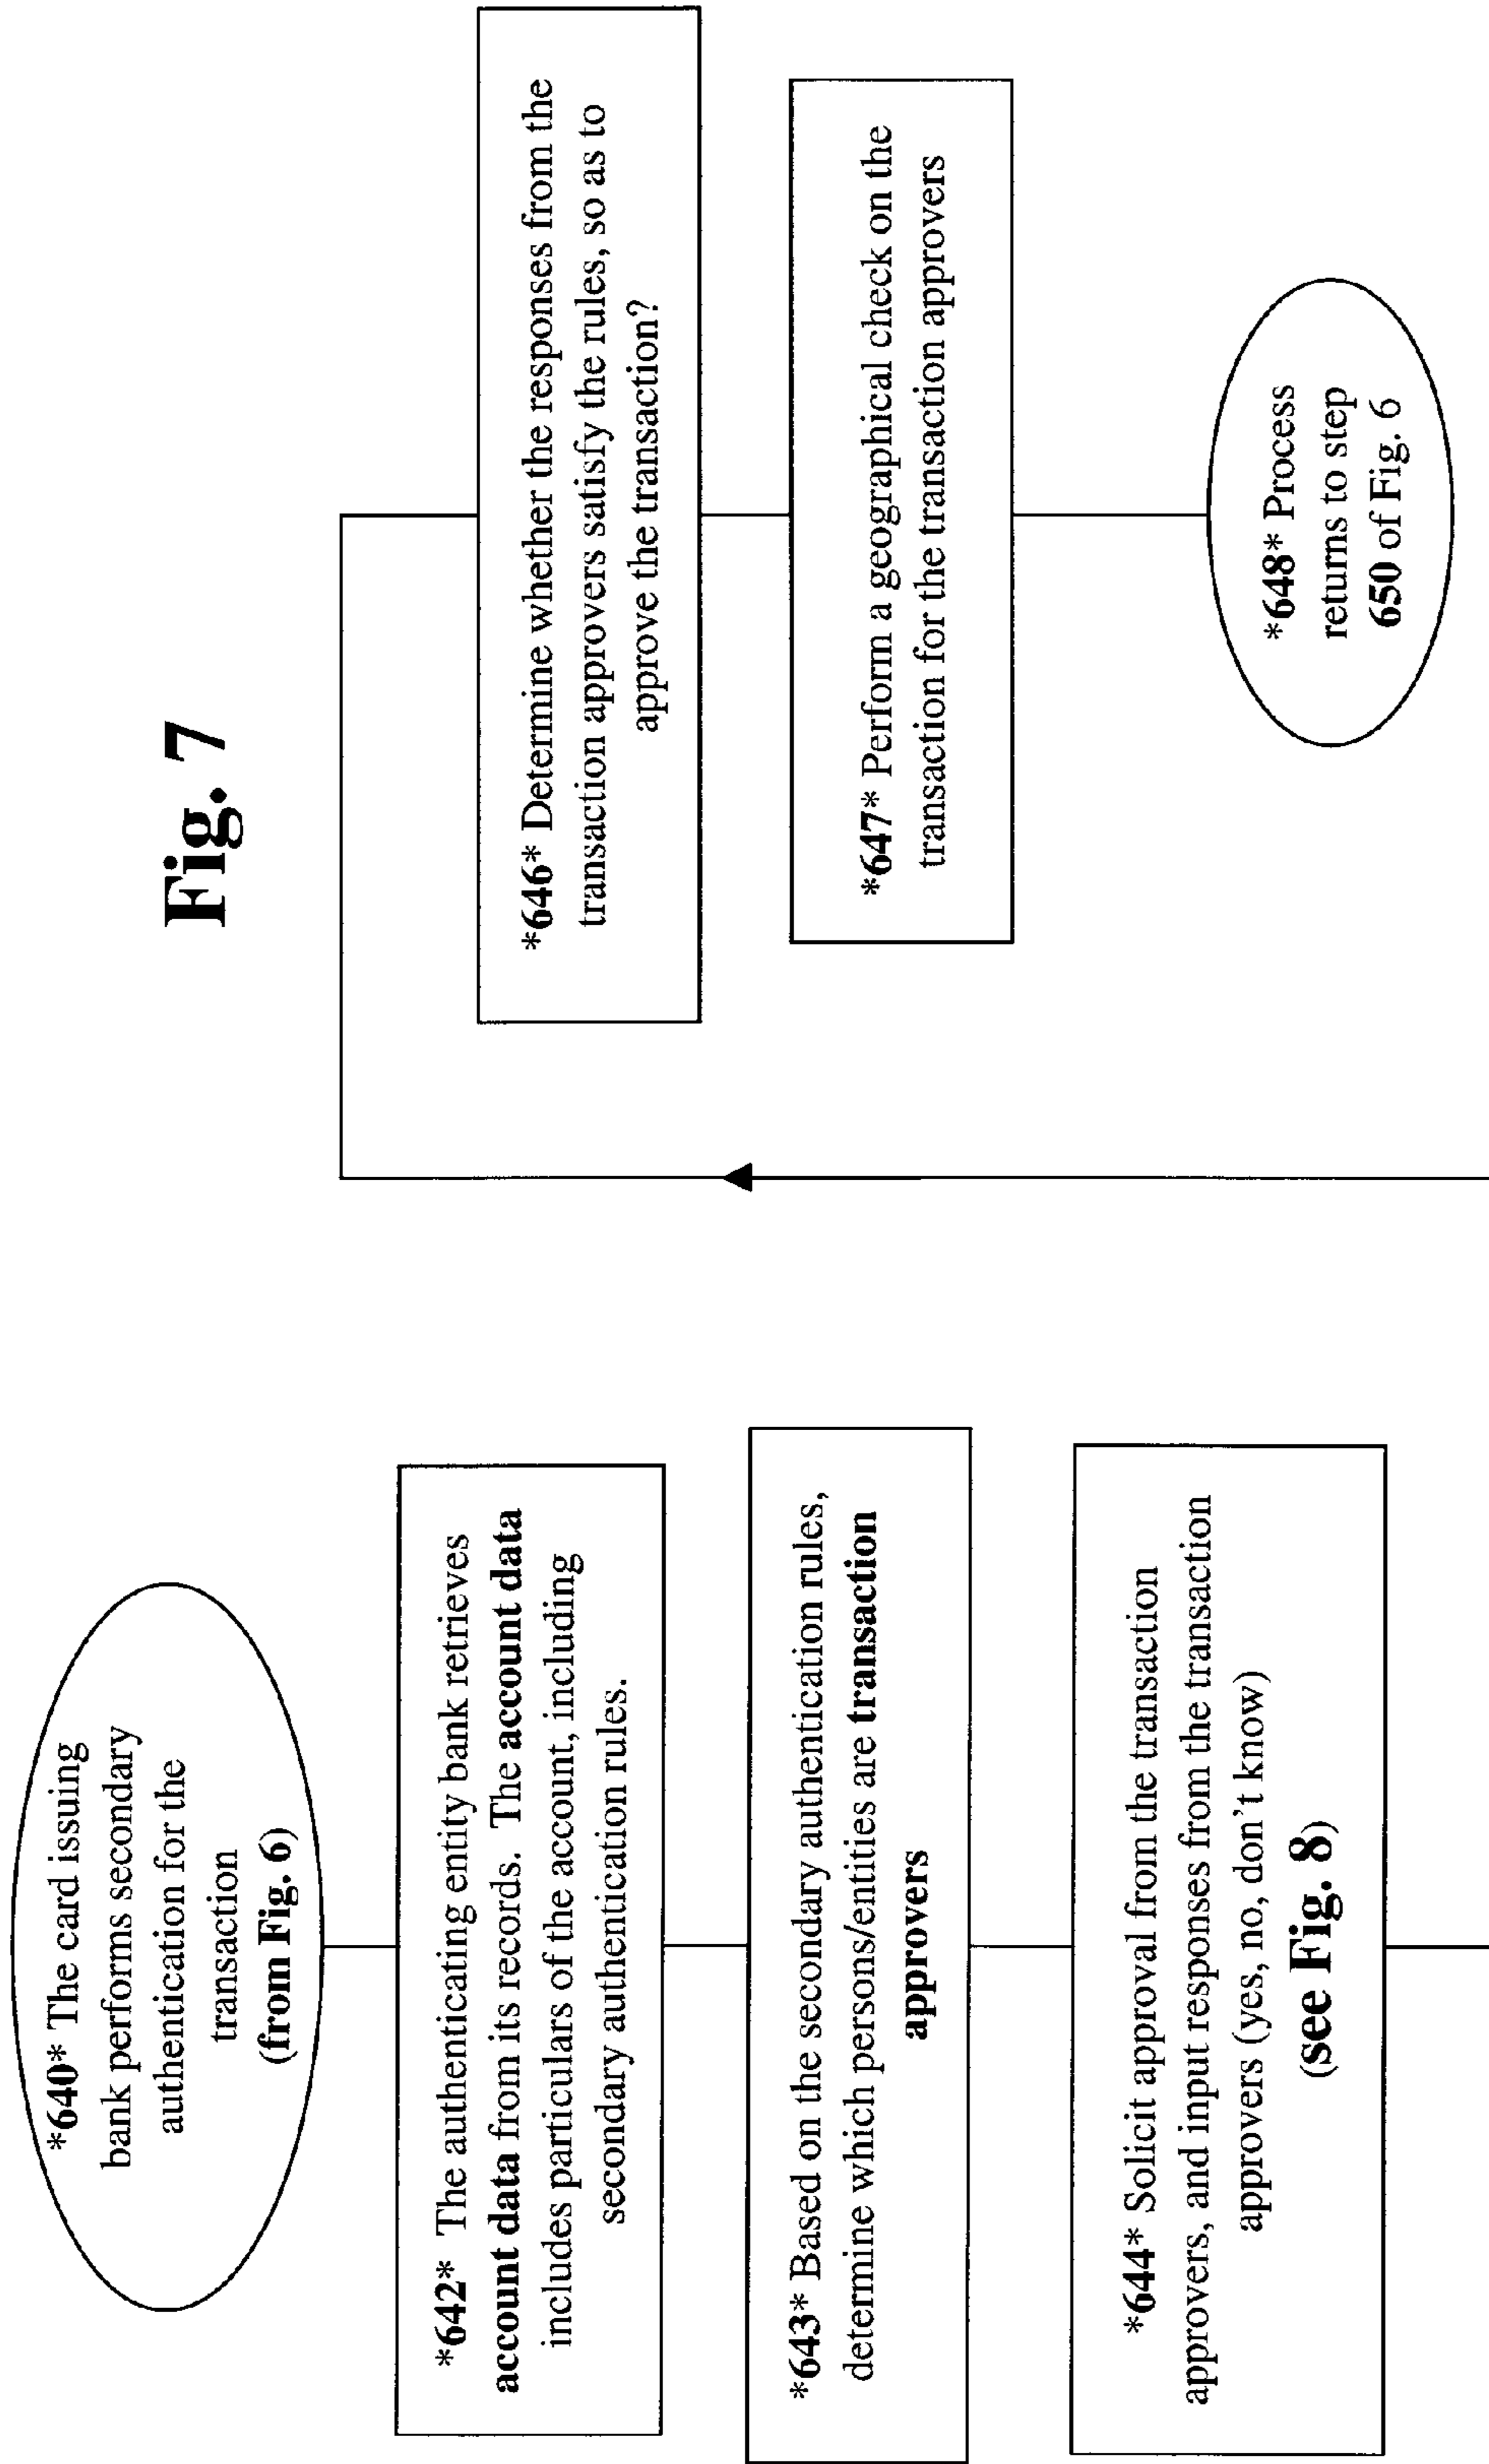 Fig. 7
*640* The card issuing
bank performs secondary
authentication for the
transaction
(from Fig. 6)
*642* The authenticating entity bank retrieves
account data from its records. The account data
includes particulars of the account, including
secondary authentication rules.
*643* Based on the secondary authentication rules,
determine which persons/entities are transaction
approvers
*644* Solicit approval from the transaction
approvers, and input responses from the transaction
approvers (yes, no, don't know)
(see Fig. 8)
*646* Determine whether the responses from the
transaction approvers satisfy the rules, so as to
approve the transaction?
*647* Perform a geographical check on the
transaction for the transaction approvers
*648* Process
returns to step
650 of Fig. 6